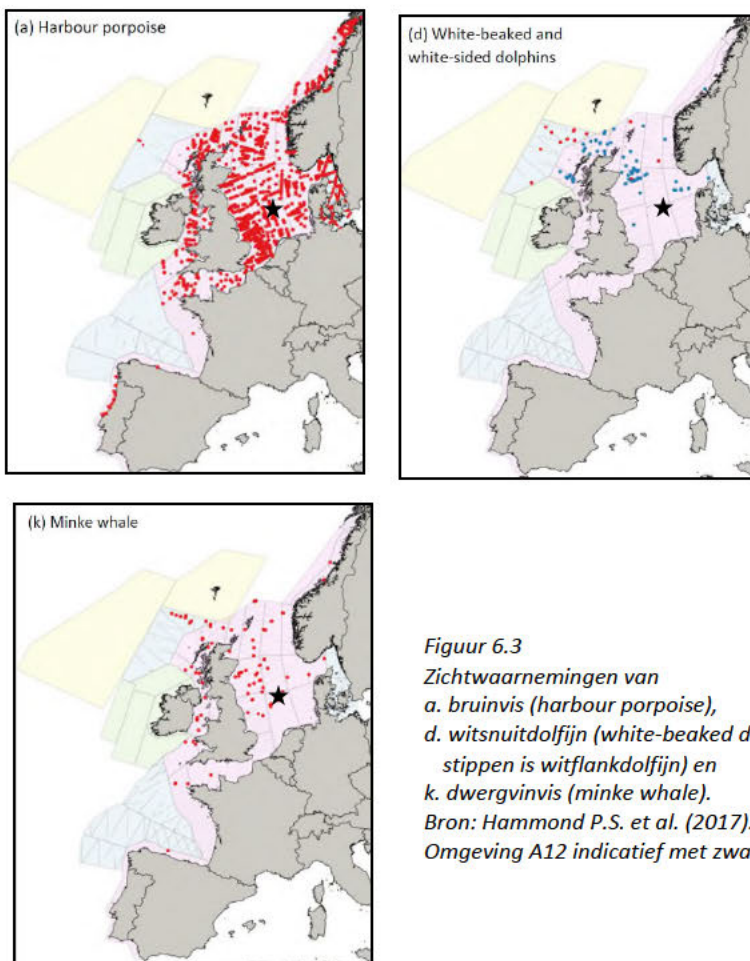 (a) Harbour porpoise
(d) White-beaked and
white-sided dolphins
(k) Minke whale
Figuur 6.3
Zichtwaarnemingen van
a. bruinvis (harbour porpoise),
d. witsnuitdolfijn (white-beaked d
stippen is witflankdolfijn) en
k. dwergvinvis (minke whale).
Bron: Hammond P.S. et al. (2017).
Omgeving A12 indicatief met zwa